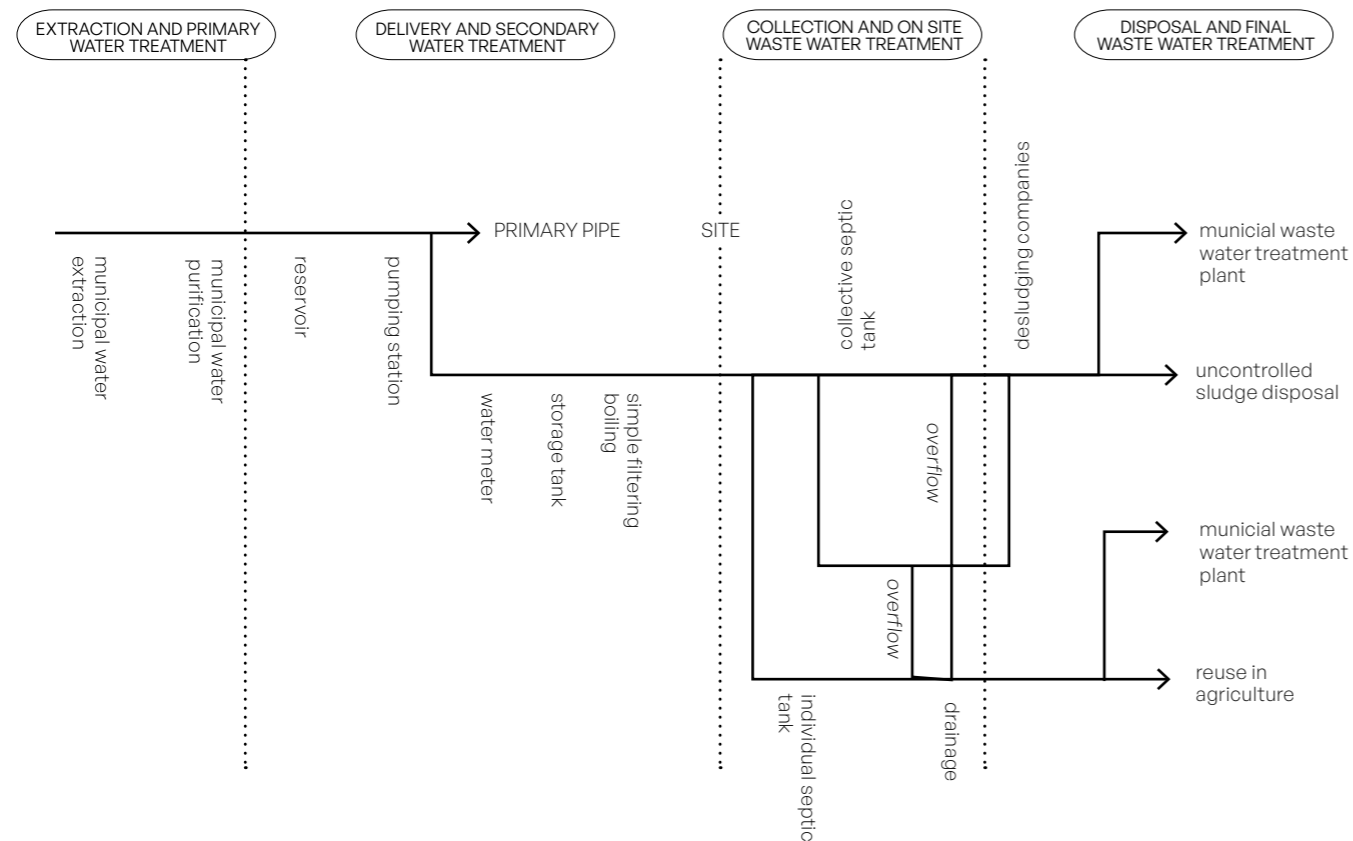 EXTRACTION AND PRIMARY
WATER TREATMENT
DELIVERY AND SECONDARY
WATER TREATMENT
COLLECTION AND ON SITE
WASTE WATER TREATMENT
DISPOSAL AND FINAL
WASTE WATER TREATMENT
PRIMARY PIPE
SITE
municipal water
extraction
municipal water
purification
reservoir
pumping station
water meter
storage tank
simple filtering
boiling
collective septic
tank
desludging companies
overflow
overflow
individual septic
tank
drainage
municial waste
water treatment
plant
uncontrolled
sludge disposal
municial waste
water treatment
plant
reuse in
agriculture